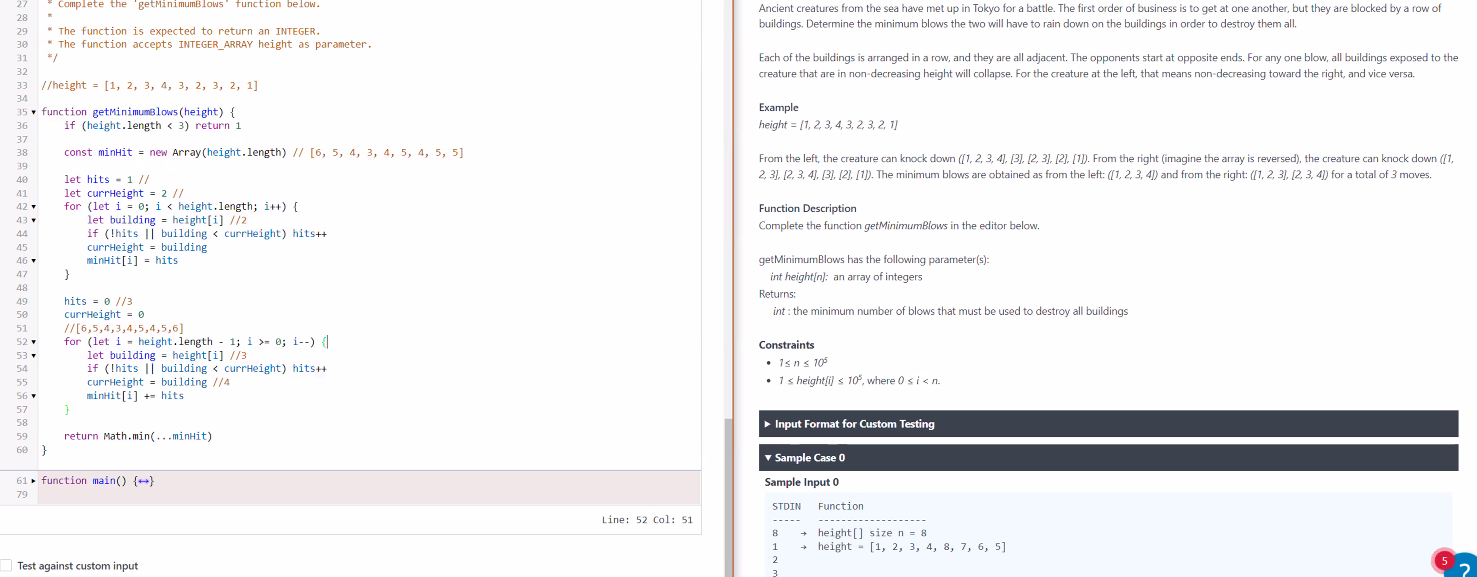 27 * Complete the 'getMinimumBlows' function below.
28 *
29 * The function is expected to return an INTEGER.
30 * The function accepts INTEGER_ARRAY height as parameter.
31 */
32
33 //height = [1, 2, 3, 4, 3, 2, 3, 2, 1]
34
35 function getMinimumBlows(height) {
36 if (height.length < 3) return 1
37
38 const minHit = new Array(height.length) // [6, 5, 4, 3, 4, 5, 4, 5, 5]
39
40 let hits = 1 //
41 let currHeight = 2 //
42 for (let i = 0; i < height.length; i++) {
43 let building = height[i] //2
44 if (!hits || building < currHeight) hits++
45 currHeight = building
46 minHit[i] = hits
47 }
48
49 hits = 0 //3
50 currHeight = 0
51 //[6,5,4,3,4,5,4,5,6]
52 for (let i = height.length - 1; i >= 0; i--) {
53 let building = height[i] //3
54 if (!hits || building < currHeight) hits++
55 currHeight = building //4
56 minHit[i] += hits
57 }
58
59 return Math.min(...minHit)
60 }
61 function main() {↔}
79
Line: 52 Col: 51
Test against custom input
Ancient creatures from the sea have met up in Tokyo for a battle. The first order of business is to get at one another, but they are blocked by a row of
buildings. Determine the minimum blows the two will have to rain down on the buildings in order to destroy them all.
Each of the buildings is arranged in a row, and they are all adjacent. The opponents start at opposite ends. For any one blow, all buildings exposed to the
creature that are in non-decreasing height will collapse. For the creature at the left, that means non-decreasing toward the right, and vice versa.
Example
height = [1, 2, 3, 4, 3, 2, 3, 2, 1]
From the left, the creature can knock down ([1, 2, 3, 4], [3], [2, 3], [2], [1]). From the right (imagine the array is reversed), the creature can knock down ([1,
2, 3], [2, 3, 4], [3], [2], [1]). The minimum blows are obtained as from the left: ([1, 2, 3, 4]) and from the right: ([1, 2, 3], [2, 3, 4]) for a total of 3 moves.
Function Description
Complete the function getMinimumBlows in the editor below.
getMinimumBlows has the following parameter(s):
int height[n]: an array of integers
Returns:
int : the minimum number of blows that must be used to destroy all buildings
Constraints
• 1≤ n ≤ 10⁵
• 1 ≤ height[i] ≤ 10⁵, where 0 ≤ i < n.
Input Format for Custom Testing
Sample Case 0
Sample Input 0
STDIN Function
----- -------------------
8 → height[] size n = 8
1 → height = [1, 2, 3, 4, 8, 7, 6, 5]
2
3
5
?